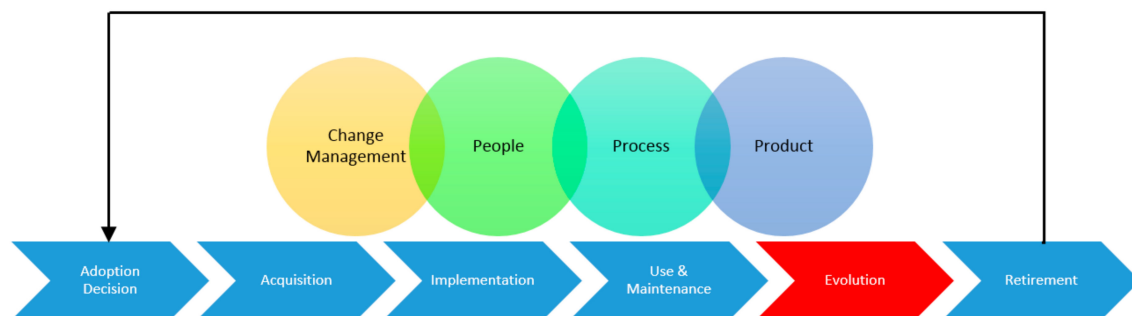 Change
Management
People
Process
Product
Adoption
Decision
Acquisition
Implementation
Use &
Maintenance
Evolution
Retirement